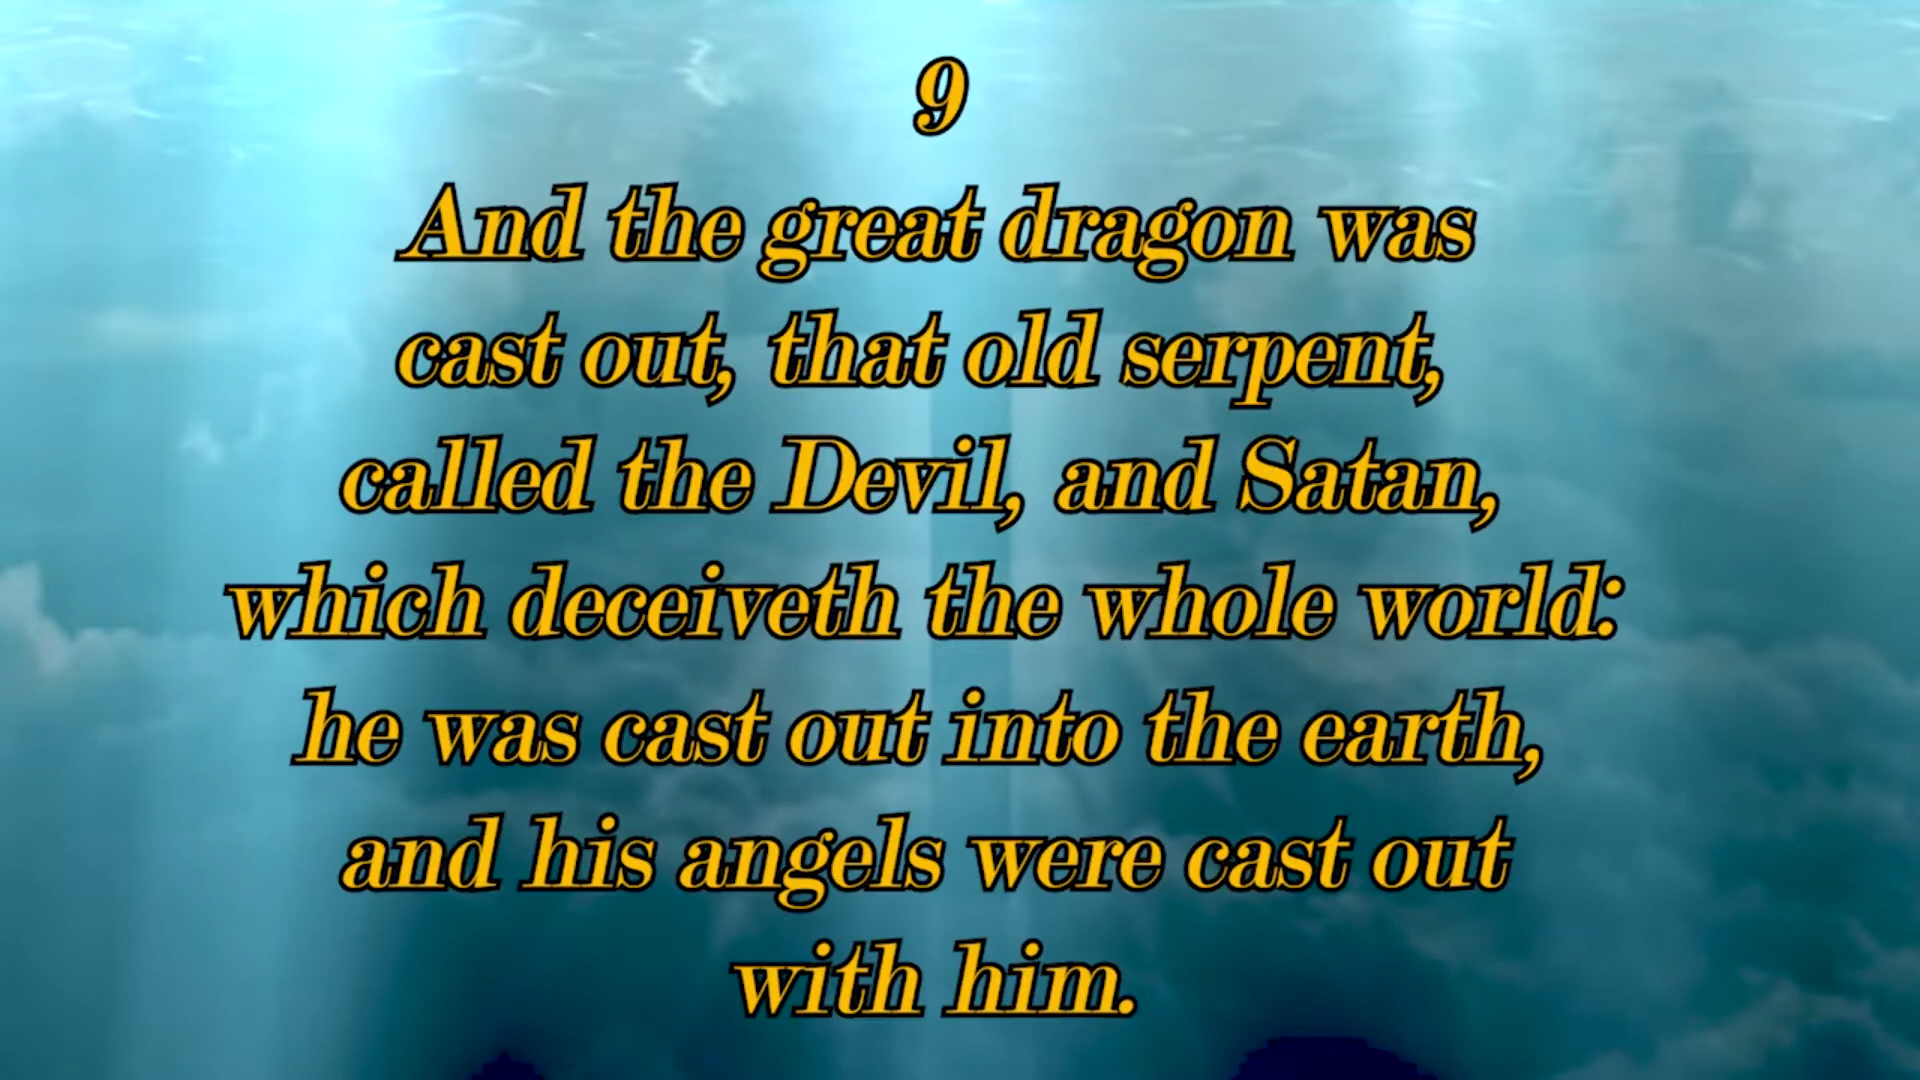 9
And the great dragon was
cast out, that old serpent,
called the Devil, and Satan,
which deceiveth the whole world:
he was cast out into the earth,
and his angels were cast out
with him.